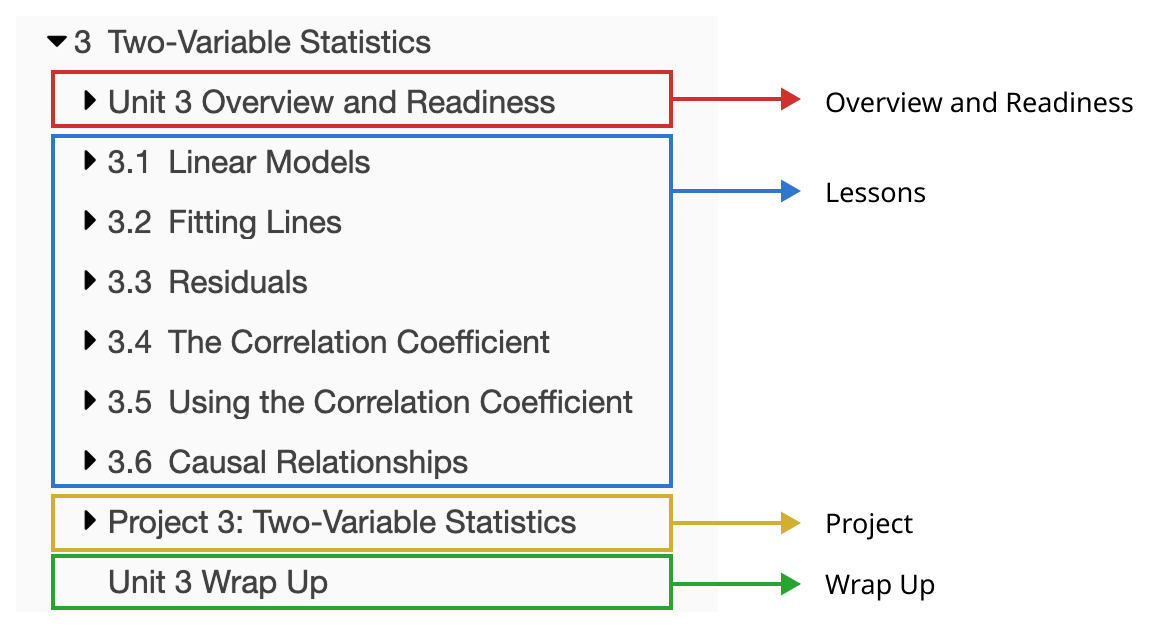 3 Two-Variable Statistics
Unit 3 Overview and Readiness
Overview and Readiness
3.1 Linear Models
Lessons
3.2 Fitting Lines
3.3 Residuals
3.4 The Correlation Coefficient
3.5 Using the Correlation Coefficient
3.6 Causal Relationships
Project 3: Two-Variable Statistics
Project
Unit 3 Wrap Up
Wrap Up